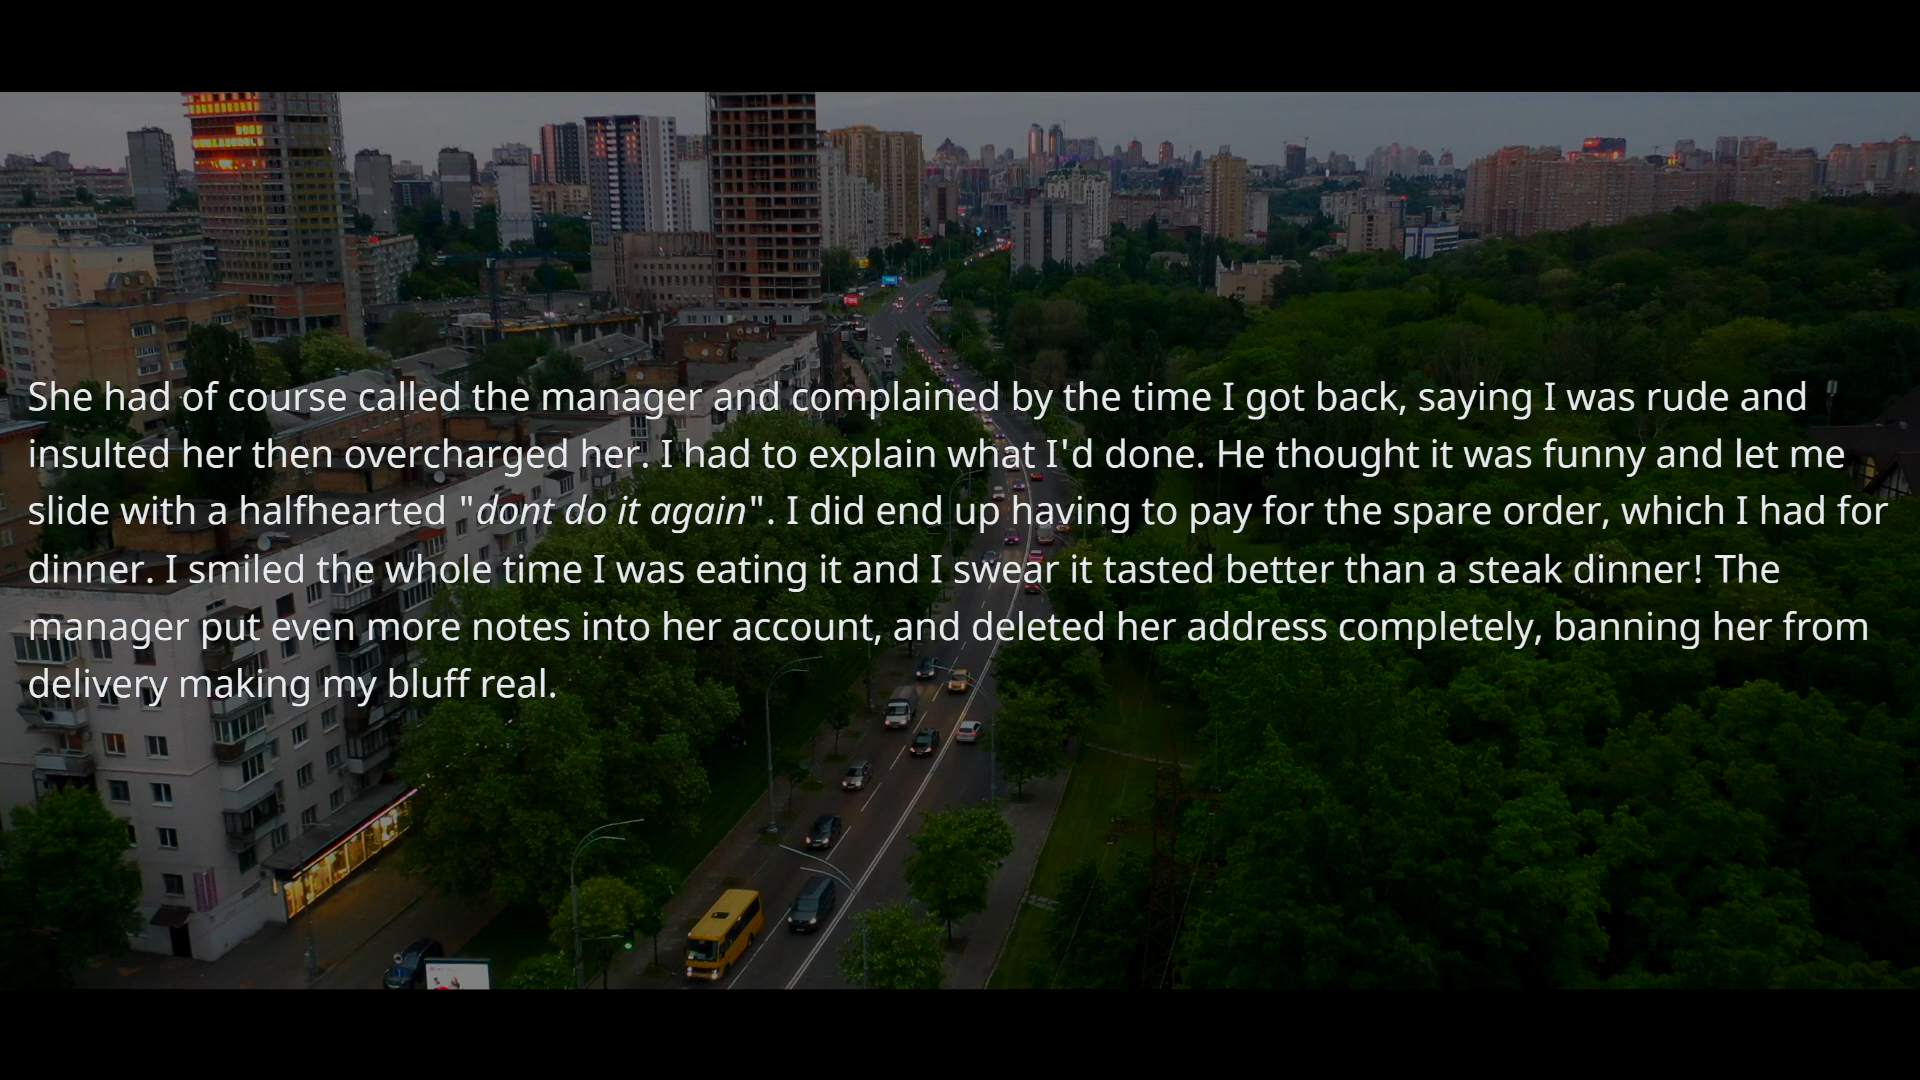 She had of course called the manager and complained by the time I got back, saying I was rude and
insulted her then overcharged her. I had to explain what I'd done. He thought it was funny and let me
slide with a halfhearted "dont do it again". I did end up having to pay for the spare order, which I had for
dinner. I smiled the whole time I was eating it and I swear it tasted better than a steak dinner! The
manager put even more notes into her account, and deleted her address completely, banning her from
delivery making my bluff real.